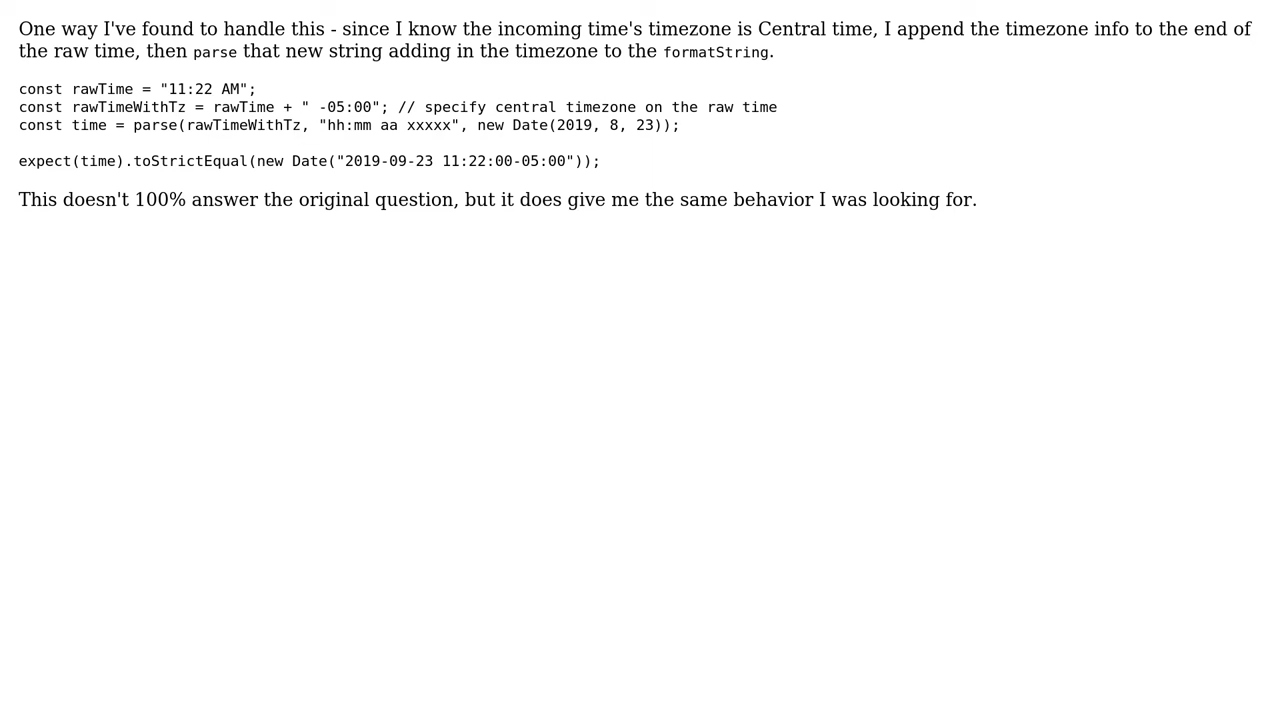 One way I've found to handle this - since I know the incoming time's timezone is Central time, I append the timezone info to the end of
the raw time, then parse that new string adding in the timezone to the formatString.
const rawTime = "11:22 AM";
const rawTimeWithTz = rawTime + " -05:00"; // specify central timezone on the raw time
const time = parse(rawTimeWithTz, "hh:mm aa xxxxx", new Date(2019, 8, 23));
expect(time).toStrictEqual(new Date("2019-09-23 11:22:00-05:00"));
This doesn't 100% answer the original question, but it does give me the same behavior I was looking for.